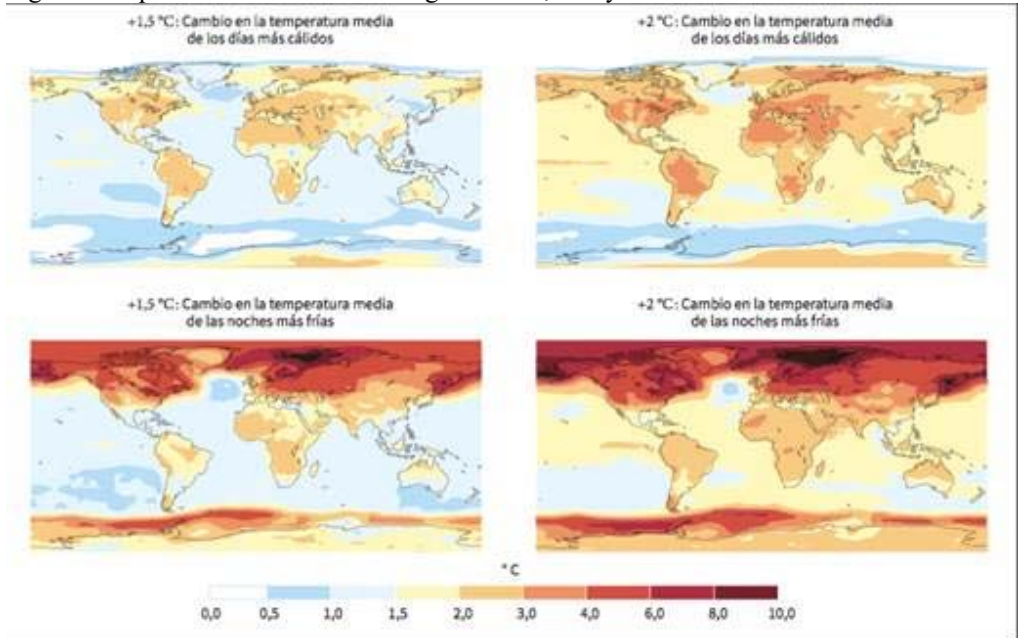 +1,5 °C: Cambio en la temperatura media
de los días más cálidos
+2 °C: Cambio en la temperatura media
de los días más cálidos
+1,5 °C: Cambio en la temperatura media
de las noches más frías
+2 °C: Cambio en la temperatura media
de las noches más frías
°C
0,0 0,5 1,0 1,5 2,0 3,0 4,0 6,0 8,0 10,0